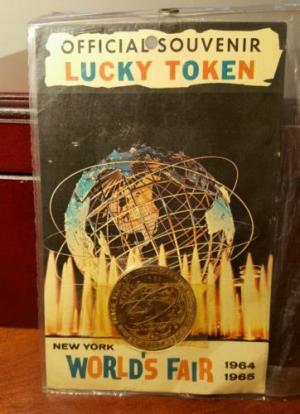 OFFICIAL SOUVENIR
LUCKY TOKEN
NEW YORK
WORLD'S FAIR
1964
1965